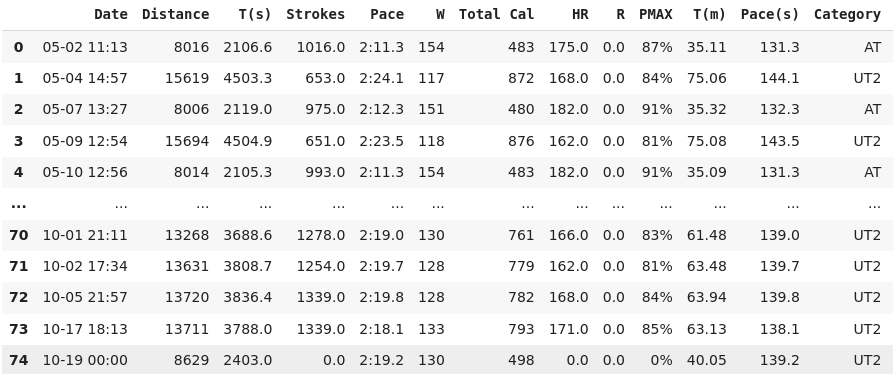 Date Distance T(s) Strokes Pace W Total Cal HR R PMAX T(m) Pace(s) Category
0 05-02 11:13 8016 2106.6 1016.0 2:11.3 154 483 175.0 0.0 87% 35.11 131.3 AT
1 05-04 14:57 15619 4503.3 653.0 2:24.1 117 872 168.0 0.0 84% 75.06 144.1 UT2
2 05-07 13:27 8006 2119.0 975.0 2:12.3 151 480 182.0 0.0 91% 35.32 132.3 AT
3 05-09 12:54 15694 4504.9 651.0 2:23.5 118 876 162.0 0.0 81% 75.08 143.5 UT2
4 05-10 12:56 8014 2105.3 993.0 2:11.3 154 483 182.0 0.0 91% 35.09 131.3 AT
... ... ... ... ... ... ... ... ... ... ... ... ... ...
70 10-01 21:11 13268 3688.6 1278.0 2:19.0 130 761 166.0 0.0 83% 61.48 139.0 UT2
71 10-02 17:34 13631 3808.7 1254.0 2:19.7 128 779 162.0 0.0 81% 63.48 139.7 UT2
72 10-05 21:57 13720 3836.4 1339.0 2:19.8 128 782 168.0 0.0 84% 63.94 139.8 UT2
73 10-17 18:13 13711 3788.0 1339.0 2:18.1 133 793 171.0 0.0 85% 63.13 138.1 UT2
74 10-19 00:00 8629 2403.0 0.0 2:19.2 130 498 0.0 0.0 0% 40.05 139.2 UT2